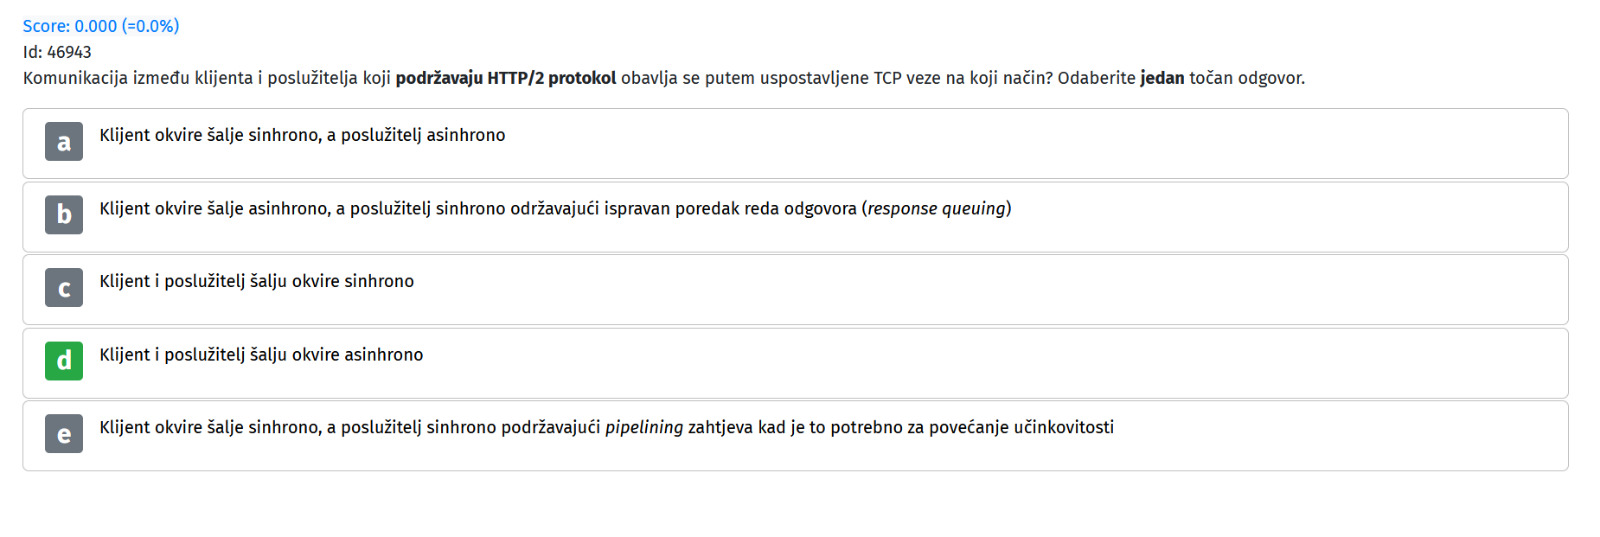 Score: 0.000 (=0.0%)
Id: 46943
Komunikacija između klijenta i poslužitelja koji podržavaju HTTP/2 protokol obavlja se putem uspostavljene TCP veze na koji način? Odaberite jedan točan odgovor.
a Klijent okvire šalje sinhrono, a poslužitelj asinhrono
b Klijent okvire šalje asinhrono, a poslužitelj sinhrono održavajući ispravan poredak reda odgovora (response queuing)
c Klijent i poslužitelj šalju okvire sinhrono
d Klijent i poslužitelj šalju okvire asinhrono
e Klijent okvire šalje sinhrono, a poslužitelj sinhrono podržavajući pipelining zahtjeva kad je to potrebno za povećanje učinkovitosti